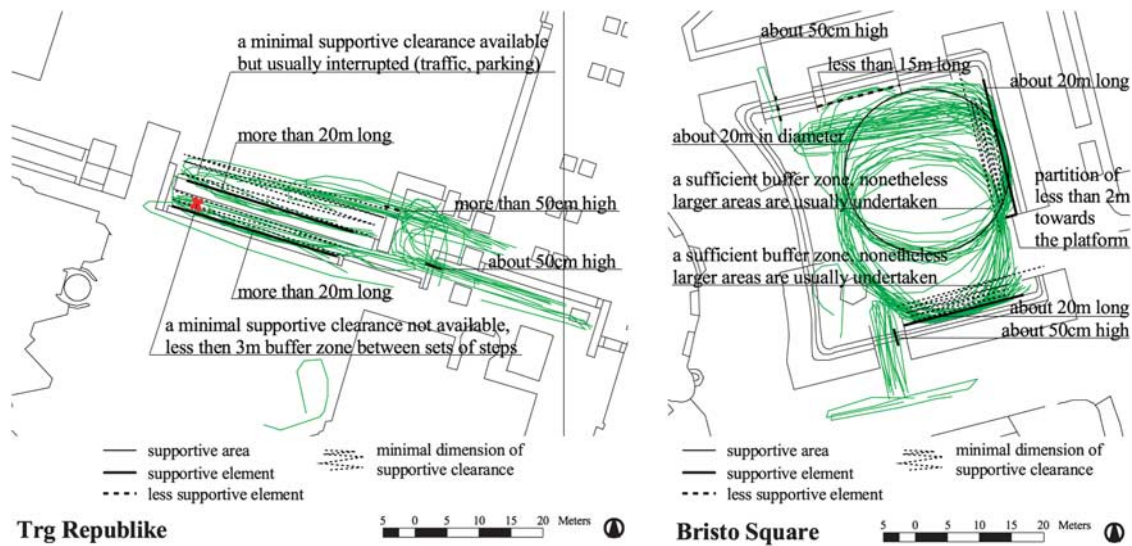 a minimal supportive clearance available
but usually interrupted (traffic, parking)
more than 20m long
more than 50cm high
about 50cm high
more than 20m long
a minimal supportive clearance not available,
less then 3m buffer zone between sets of steps
supportive area
supportive element
less supportive element
minimal dimension of
supportive clearance
Trg Republike
5 0 5 10 15 20 Meters
about 50cm high
less than 15m long
about 20m long
about 20m in diameter
a sufficient buffer zone, nonetheless
larger areas are usually undertaken
partition of
less than 2m
towards
the platform
a sufficient buffer zone, nonetheless
larger areas are usually undertaken
about 20m long
about 50cm high
supportive area
supportive element
less supportive element
minimal dimension of
supportive clearance
Bristo Square
5 0 5 10 15 20 Meters